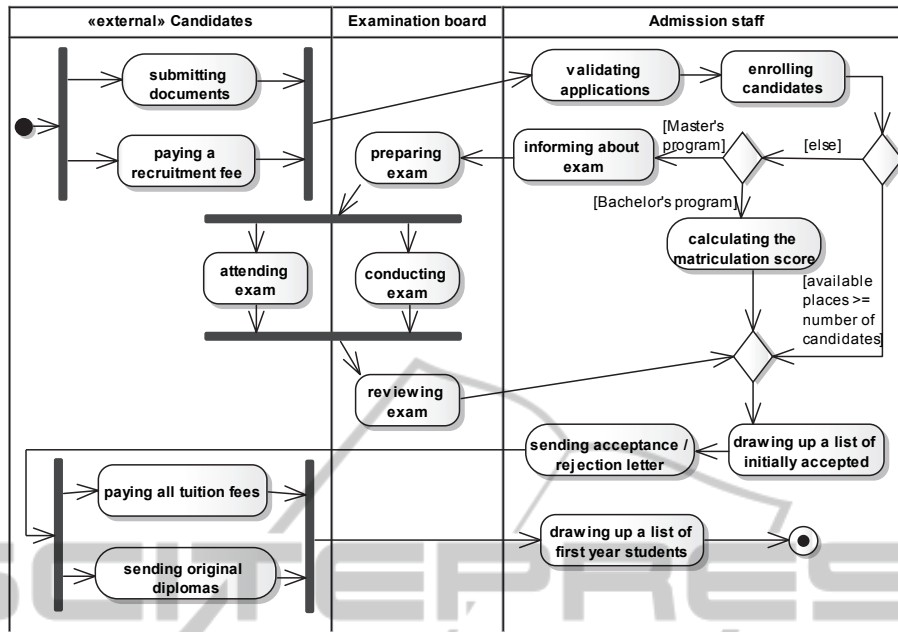 «external» Candidates
Examination board
Admission staff
submitting
documents
validating
applications
enrolling
candidates
paying a
recruitment fee
preparing
exam
informing about
exam
[Master's
program]
[else]
[Bachelor's program]
calculating the
matriculation score
attending
exam
conducting
exam
[available
places >=
number of
candidates]
reviewing
exam
sending acceptance /
rejection letter
drawing up a list of
initially accepted
paying all tuition fees
drawing up a list of
first year students
sending original
diplomas
SCITEPRES